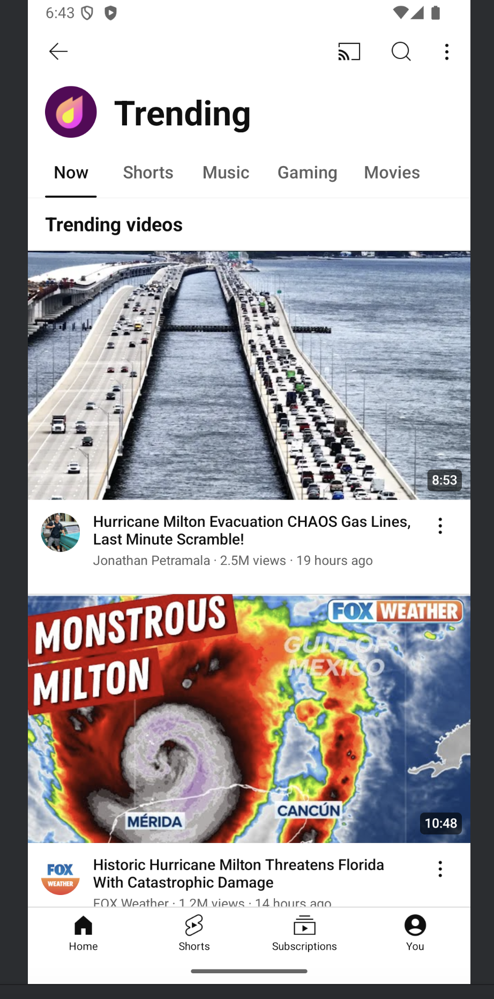 6:43
Trending
Now Shorts Music Gaming Movies
Trending videos
8:53
Hurricane Milton Evacuation CHAOS Gas Lines,
Last Minute Scramble!
Jonathan Petramala · 2.5M views · 19 hours ago
MONSTROUS
MILTON
FOX WEATHER
GULF OF
MEXICO
MÉRIDA
CANCÚN
10:48
FOX
WEATHER
Historic Hurricane Milton Threatens Florida
With Catastrophic Damage
FOX Weather · 1.2M views · 14 hours ago
Home Shorts Subscriptions You